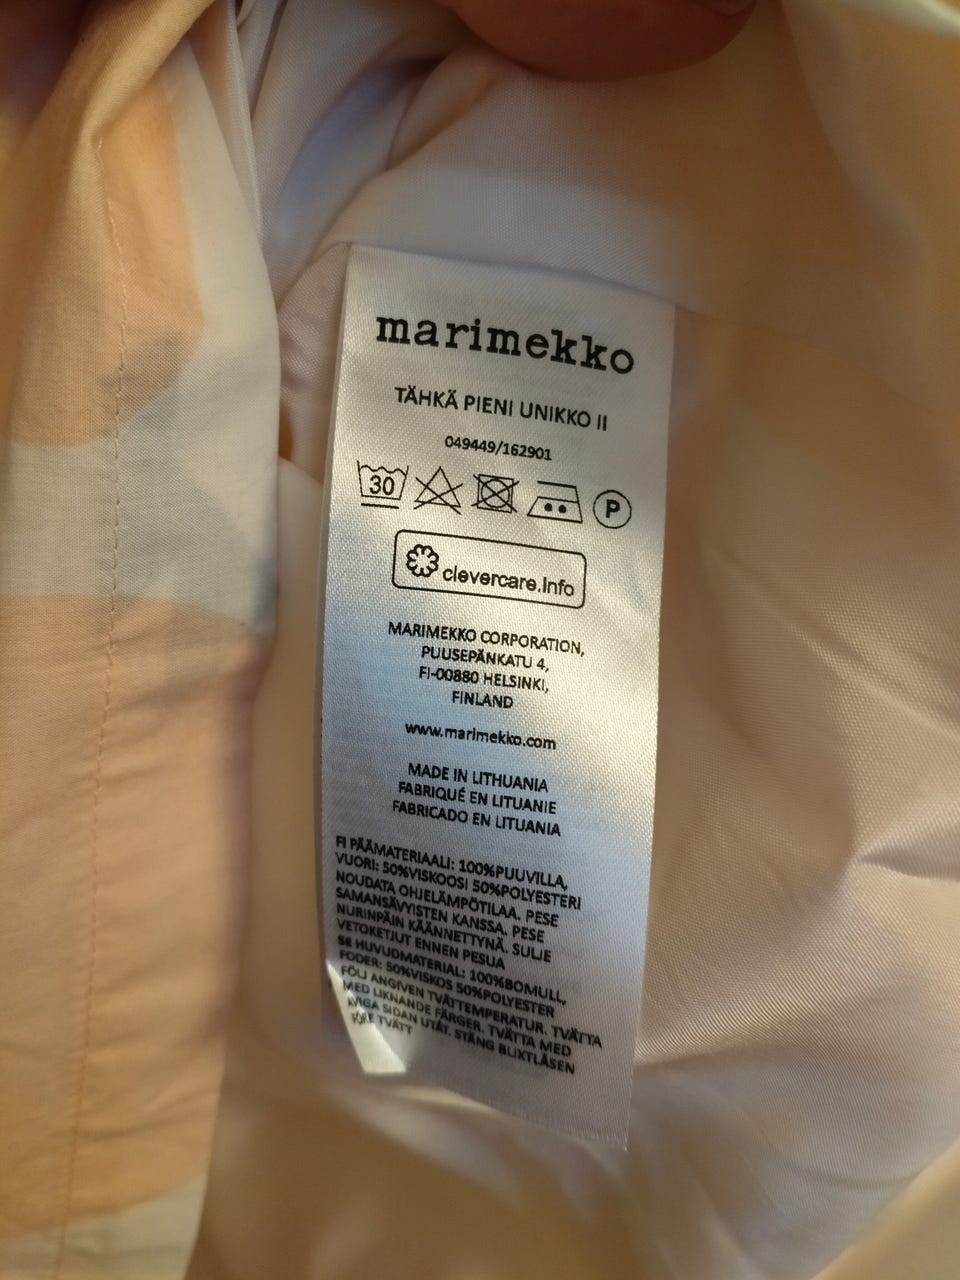 marimekko
TÄHKÄ PIENI UNIKKO II
049449/162901
30 P
clevercare.info
MARIMEKKO CORPORATION,
PUUSEPÄNKATU 4,
FI-00880 HELSINKI,
FINLAND
www.marimekko.com
MADE IN LITHUANIA
FABRIQUÉ EN LITUANIE
FABRICADO EN LITUANIA
FI PÄÄMATERIAALI: 100%PUUVILLA,
VUORI: 50%VISKOOSI 50%POLYESTERI
NOUDATA OHJELÄMPÖTILAA. PESE
SAMANSÄVYISTEN KANSSA. PESE
NURINPÄIN KÄÄNNETTYNÄ. SULJE
VETOKETJUT ENNEN PESUA
SE HUVUDMATERIAL: 100%BOMULL,
FODER: 50%VISKOS 50%POLYESTER
FÖLJ ANGIVEN TVÄTTEMPERATUR. TVÄTTA
MED LIKNANDE FÄRGER. TVÄTTA MED
AVIGA SIDAN UTÅT. STÄNG BLIXTLÅSEN
FÖRE TVÄTT